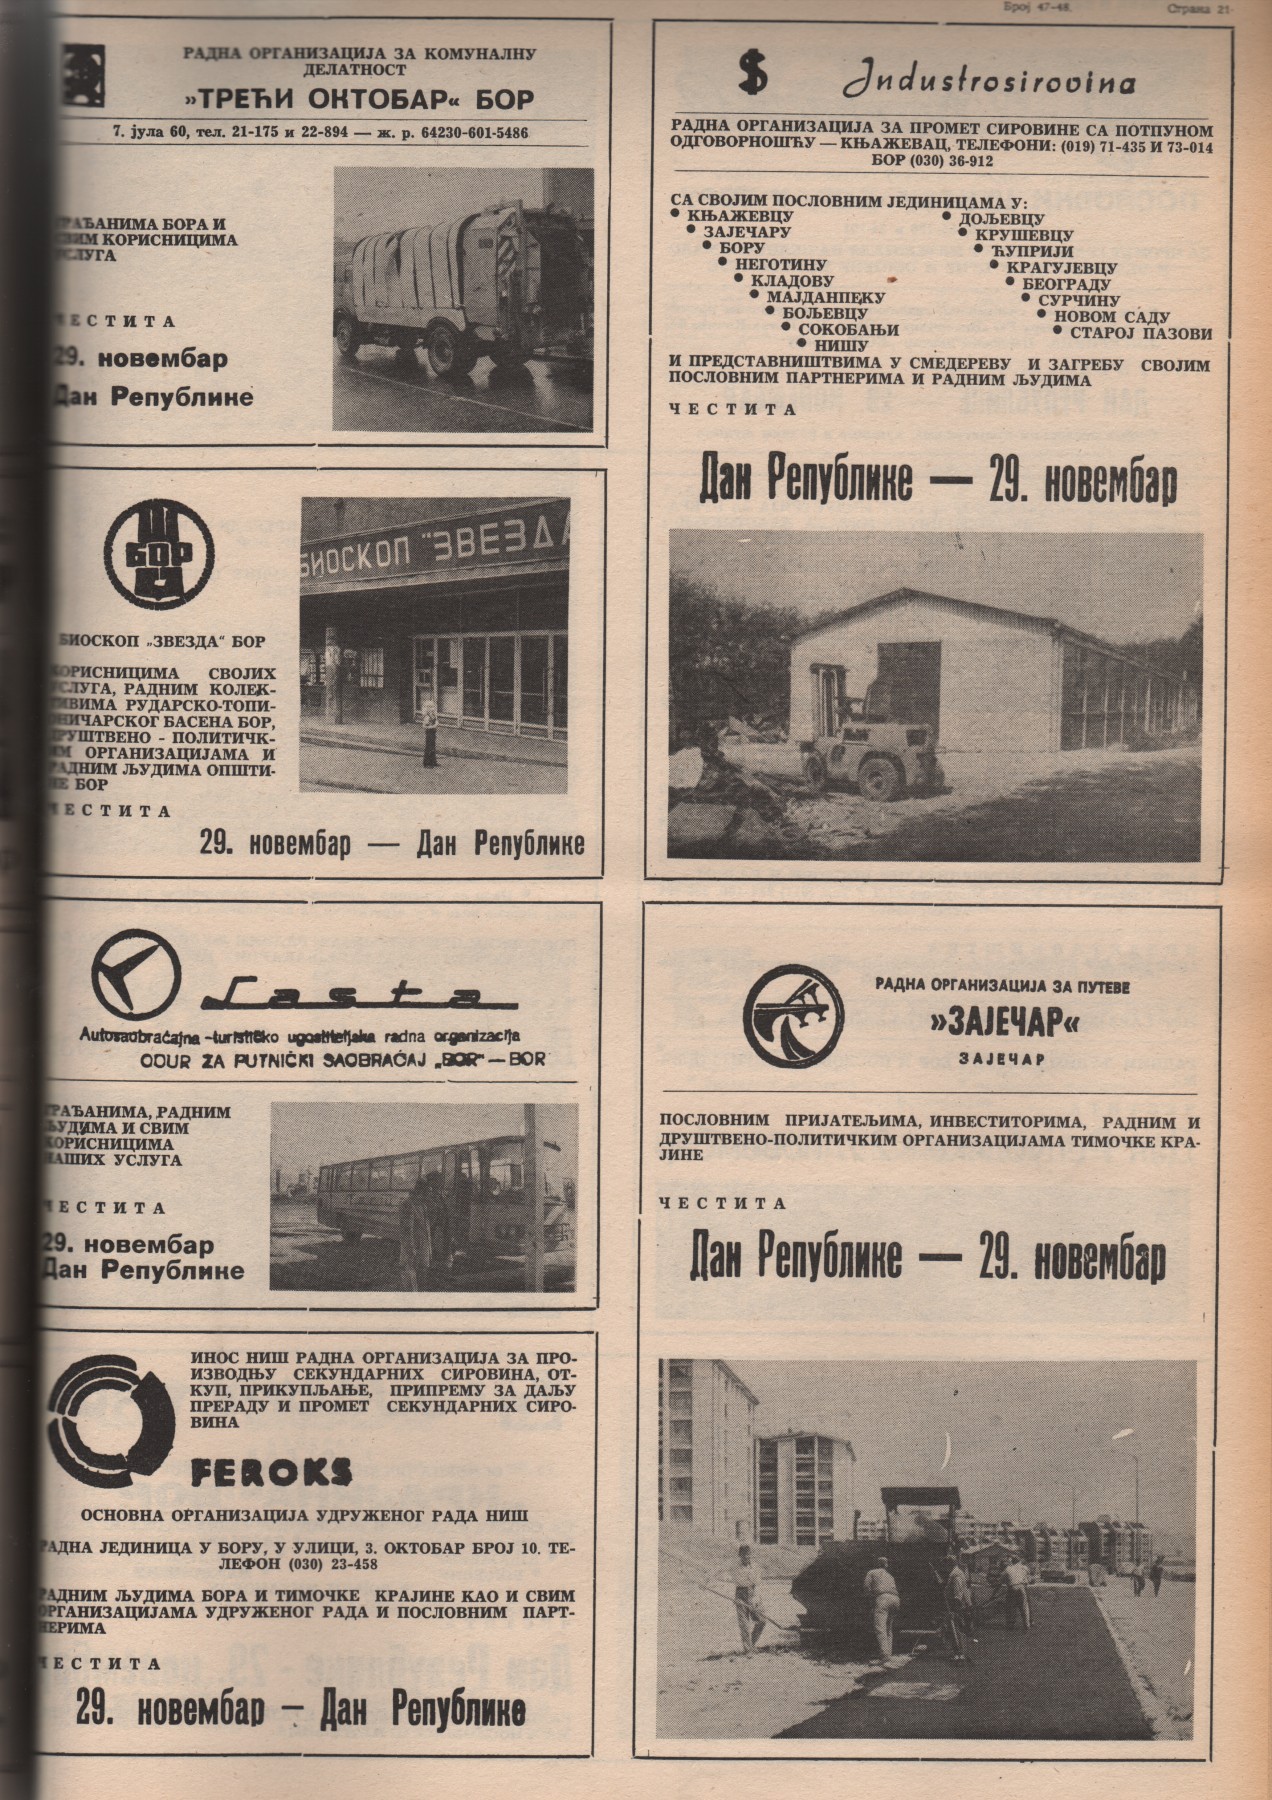 Број 47-48. Страна 21
РАДНА ОРГАНИЗАЦИЈА ЗА КОМУНАЛНУ
ДЕЛАТНОСТ
»ТРЕЋИ ОКТОБАР« БОР
7. јула 60, тел. 21-175 и 22-894 — ж. р. 64230-601-5486
ГРАЂАНИМА БОРА И
СВИМ КОРИСНИЦИМА
УСЛУГА
ЧЕСТИТА
29. новембар
Дан Републике
БОР
БИОСКОП "ЗВЕЗДА
БИОСКОП „ЗВЕЗДА“ БОР
КОРИСНИЦИМА СВОЈИХ
УСЛУГА, РАДНИМ КОЛЕК-
ТИВИМА РУДАРСКО-ТОПИ-
ОНИЧАРСКОГ БАСЕНА БОР,
ДРУШТВЕНО - ПОЛИТИЧК-
ИМ ОРГАНИЗАЦИЈАМА И
РАДНИМ ЉУДИМА ОПШТИ-
НЕ БОР
ЧЕСТИТА
29. новембар — Дан Републике
Lasta
Autosaobraćajna-turističko ugostiteljska radna organizacija
OOUR ZA PUTNIČKI SAOBRAĆAJ „BOR“ — BOR
ГРАЂАНИМА, РАДНИМ
ЉУДИМА И СВИМ
КОРИСНИЦИМА
НАШИХ УСЛУГА
ЧЕСТИТА
29. новембар
Дан Републике
ИНОС НИШ РАДНА ОРГАНИЗАЦИЈА ЗА ПРО-
ИЗВОДЊУ СЕКУНДАРНИХ СИРОВИНА, ОТ-
КУП, ПРИКУПЉАЊЕ, ПРИПРЕМУ ЗА ДАЉУ
ПРЕРАДУ И ПРОМЕТ СЕКУНДАРНИХ СИРО-
ВИНА
FEROKS
ОСНОВНА ОРГАНИЗАЦИЈА УДРУЖЕНОГ РАДА НИШ
РАДНА ЈЕДИНИЦА У БОРУ, У УЛИЦИ, 3. ОКТОБАР БРОЈ 10. ТЕ-
ЛЕФОН (030) 23-458
РАДНИМ ЉУДИМА БОРА И ТИМОЧКЕ КРАЈИНЕ КАО И СВИМ
ОРГАНИЗАЦИЈАМА УДРУЖЕНОГ РАДА И ПОСЛОВНИМ ПАРТ-
НЕРИМА
ЧЕСТИТА
29. новембар – Дан Републике
Industrosirovina
РАДНА ОРГАНИЗАЦИЈА ЗА ПРОМЕТ СИРОВИНЕ СА ПОТПУНОМ
ОДГОВОРНОШЋУ — КЊАЖЕВАЦ, ТЕЛЕФОНИ: (019) 71-435 И 73-014
БОР (030) 36-912
СА СВОЈИМ ПОСЛОВНИМ ЈЕДИНИЦАМА У:
• КЊАЖЕВЦУ
• ЗАЈЕЧАРУ
• БОРУ
• НЕГОТИНУ
• КЛАДОВУ
• МАЈДАНПЕКУ
• БОЉЕВЦУ
• СОКОБАЊИ
• НИШУ
• ДОЉЕВЦУ
• КРУШЕВЦУ
• ЋУПРИЈИ
• КРАГУЈЕВЦУ
• БЕОГРАДУ
• СУРЧИНУ
• НОВОМ САДУ
• СТАРОЈ ПАЗОВИ
И ПРЕДСТАВНИШТВИМА У СМЕДЕРЕВУ И ЗАГРЕБУ СВОЈИМ
ПОСЛОВНИМ ПАРТНЕРИМА И РАДНИМ ЉУДИМА
ЧЕСТИТА
Дан Републике — 29. новембар
РАДНА ОРГАНИЗАЦИЈА ЗА ПУТЕВЕ
»ЗАЈЕЧАР«
ЗАЈЕЧАР
ПОСЛОВНИМ ПРИЈАТЕЉИМА, ИНВЕСТИТОРИМА, РАДНИМ И
ДРУШТВЕНО-ПОЛИТИЧКИМ ОРГАНИЗАЦИЈАМА ТИМОЧКЕ КРА-
ЈИНЕ
ЧЕСТИТА
Дан Републике — 29. новембар